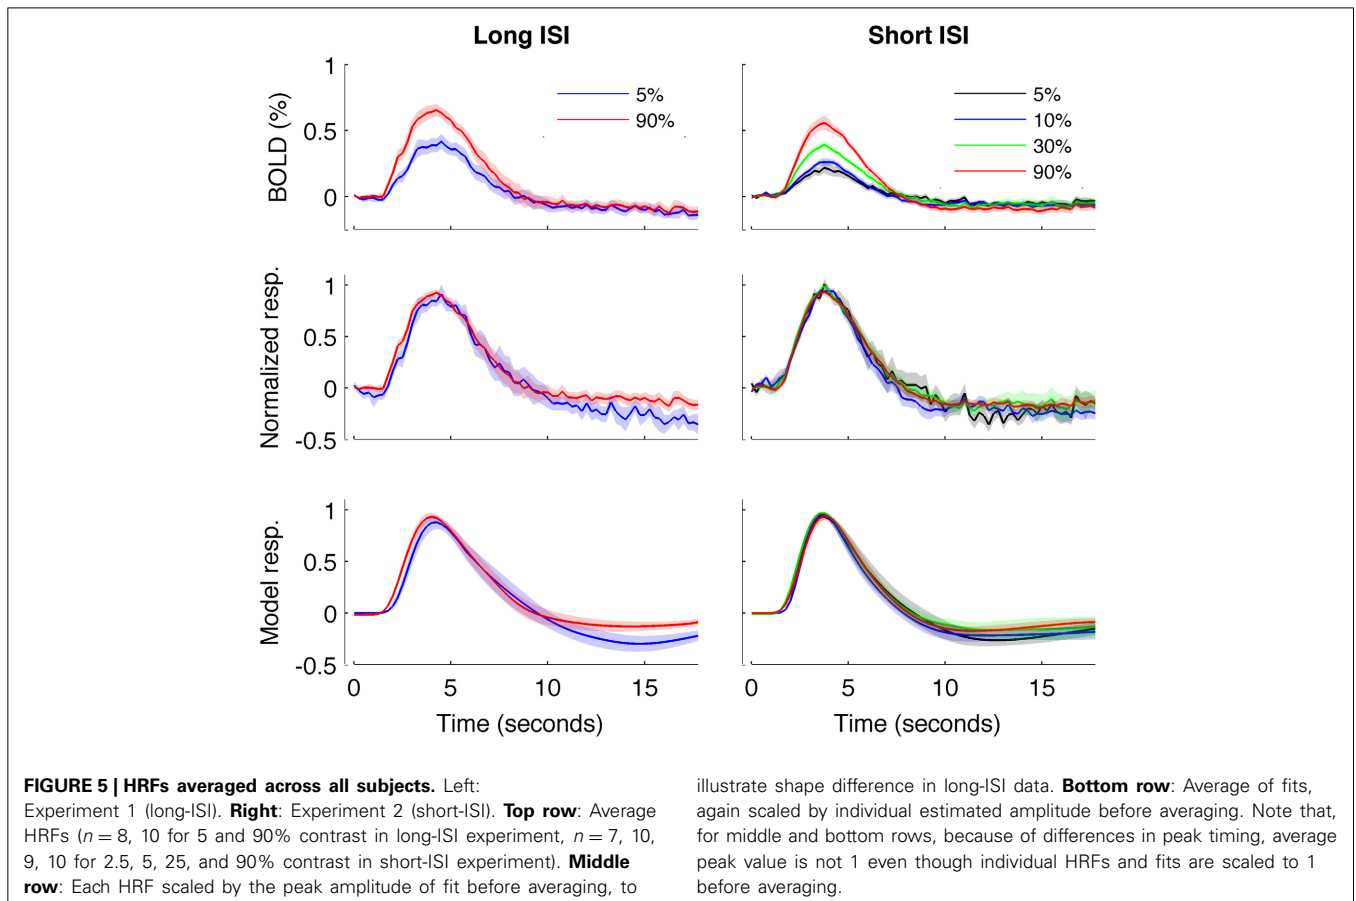 Long ISI
Short ISI
1
0.5
0
BOLD (%)
5%
90%
5%
10%
30%
90%
1
0.5
0
-0.5
Normalized resp.
1
0.5
0
-0.5
Model resp.
0
5
10
15
0
5
10
15
Time (seconds)
Time (seconds)
FIGURE 5 | HRFs averaged across all subjects. Left:
Experiment 1 (long-ISI). Right: Experiment 2 (short-ISI). Top row: Average
HRFs (n = 8, 10 for 5 and 90% contrast in long-ISI experiment, n = 7, 10,
9, 10 for 2.5, 5, 25, and 90% contrast in short-ISI experiment). Middle
row: Each HRF scaled by the peak amplitude of fit before averaging, to
illustrate shape difference in long-ISI data. Bottom row: Average of fits,
again scaled by individual estimated amplitude before averaging. Note that,
for middle and bottom rows, because of differences in peak timing, average
peak value is not 1 even though individual HRFs and fits are scaled to 1
before averaging.